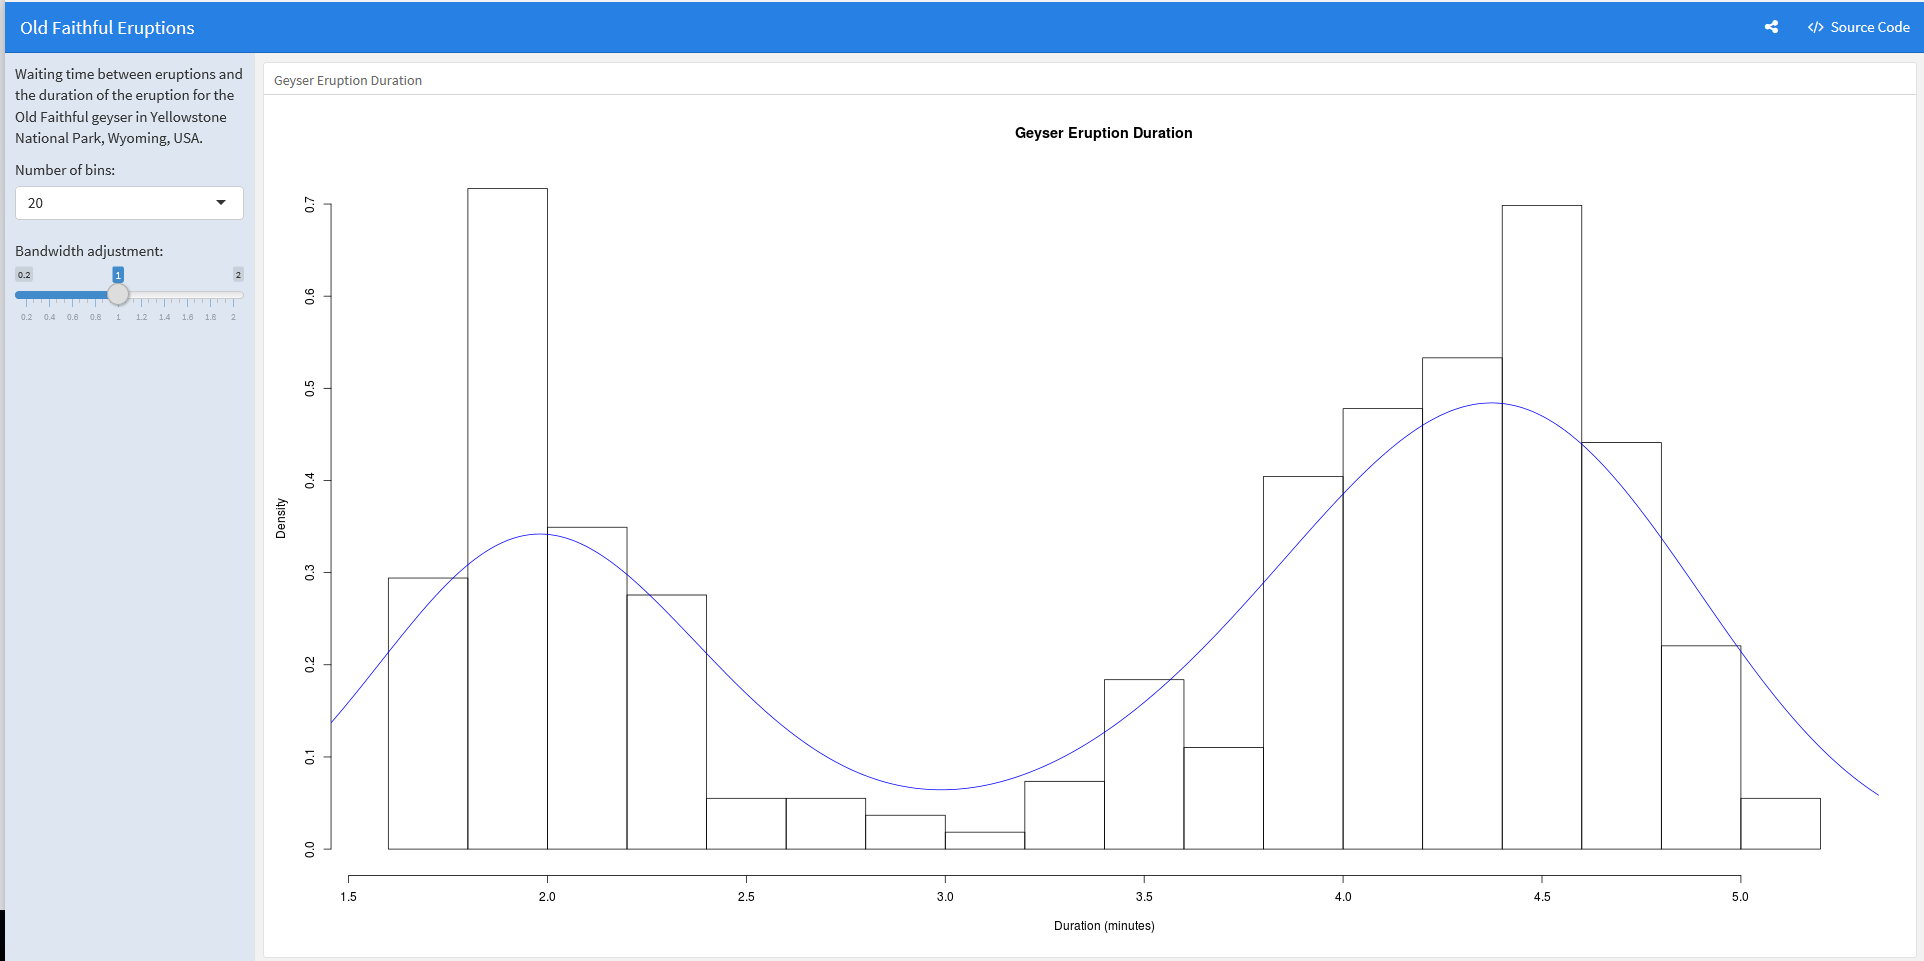 Old Faithful Eruptions
Source Code
Waiting time between eruptions and
the duration of the eruption for the
Old Faithful geyser in Yellowstone
National Park, Wyoming, USA.
Number of bins:
20
Bandwidth adjustment:
0.2 1 2
0.2 0.4 0.6 0.8 1 1.2 1.4 1.6 1.8 2
Geyser Eruption Duration
Geyser Eruption Duration
Density
0.7
0.6
0.5
0.4
0.3
0.2
0.1
0.0
1.5 2.0 2.5 3.0 3.5 4.0 4.5 5.0
Duration (minutes)